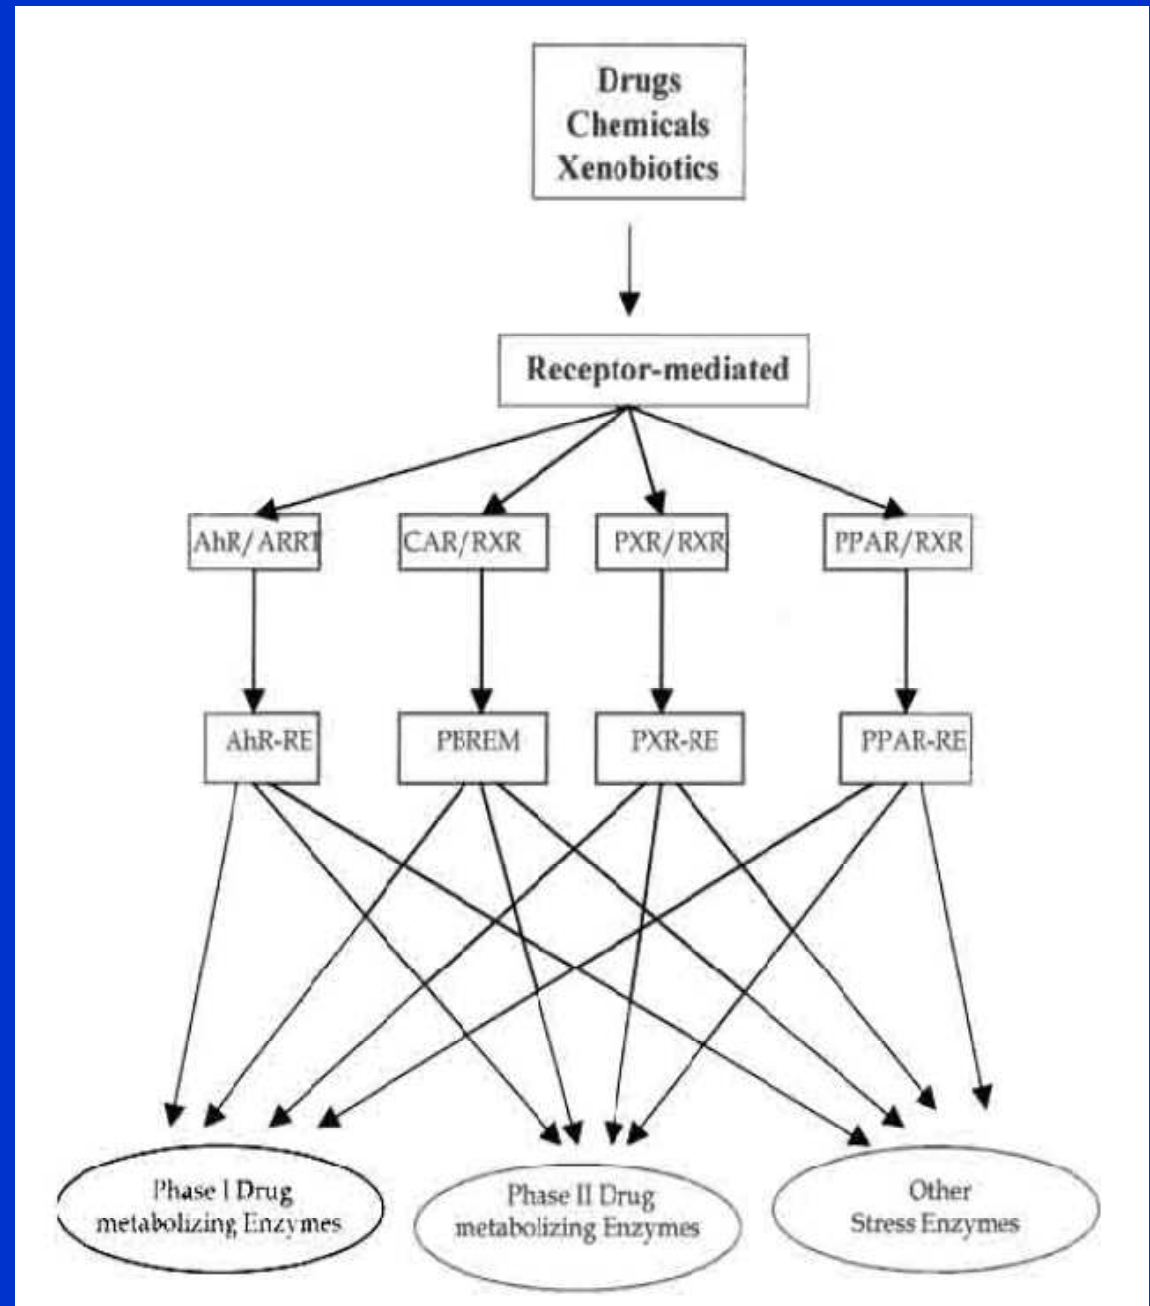 Drugs
Chemicals
Xenobiotics
Receptor-mediated
AhR/ARRT
CAR/RXR
PXR/RXR
PPAR/RXR
AhR-RE
PBREM
PXR-RE
PPAR-RE
Phase I Drug
metabolizing Enzymes
Phase II Drug
metabolizing Enzymes
Other
Stress Enzymes